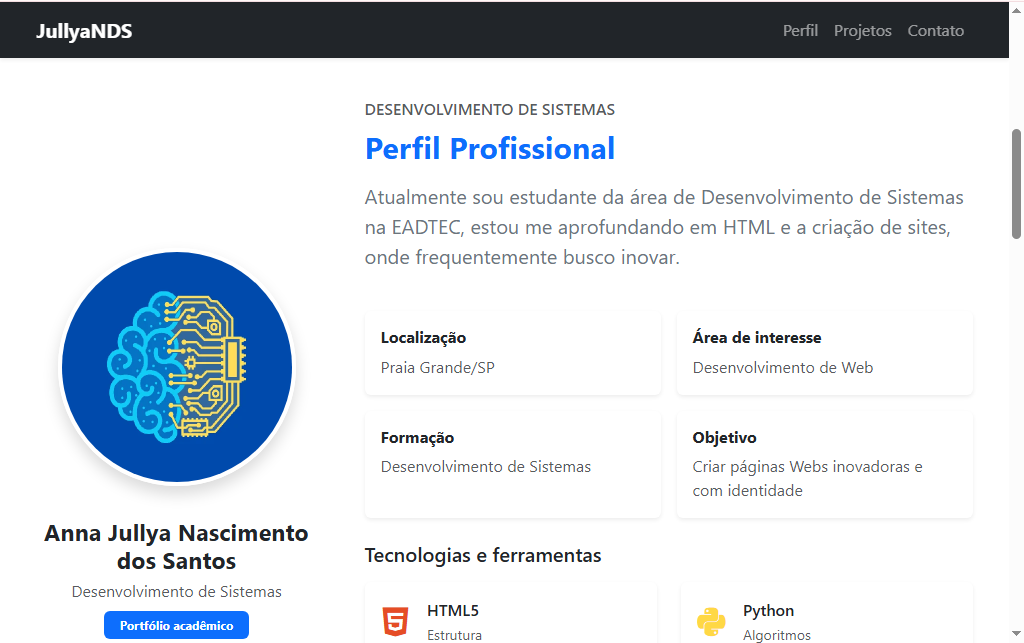 JullyaNDS
Perfil Projetos Contato
DESENVOLVIMENTO DE SISTEMAS
Perfil Profissional
Atualmente sou estudante da área de Desenvolvimento de Sistemas
na EADTEC, estou me aprofundando em HTML e a criação de sites,
onde frequentemente busco inovar.
Localização
Praia Grande/SP
Área de interesse
Desenvolvimento de Web
Formação
Desenvolvimento de Sistemas
Objetivo
Criar páginas Webs inovadoras e
com identidade
Anna Jullya Nascimento
dos Santos
Desenvolvimento de Sistemas
Portfólio acadêmico
Tecnologias e ferramentas
HTML5
Estrutura
Python
Algoritmos